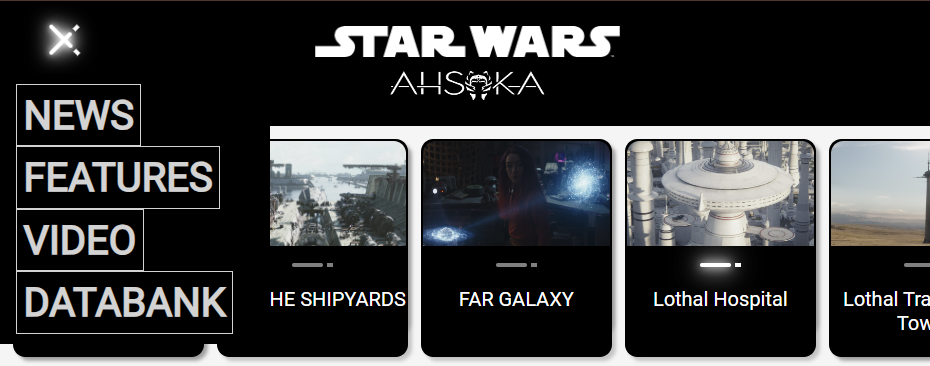 STAR WARS
AHSOKA
NEWS
FEATURES
VIDEO
DATABANK
HE SHIPYARDS
FAR GALAXY
Lothal Hospital
Lothal Tra
Tow